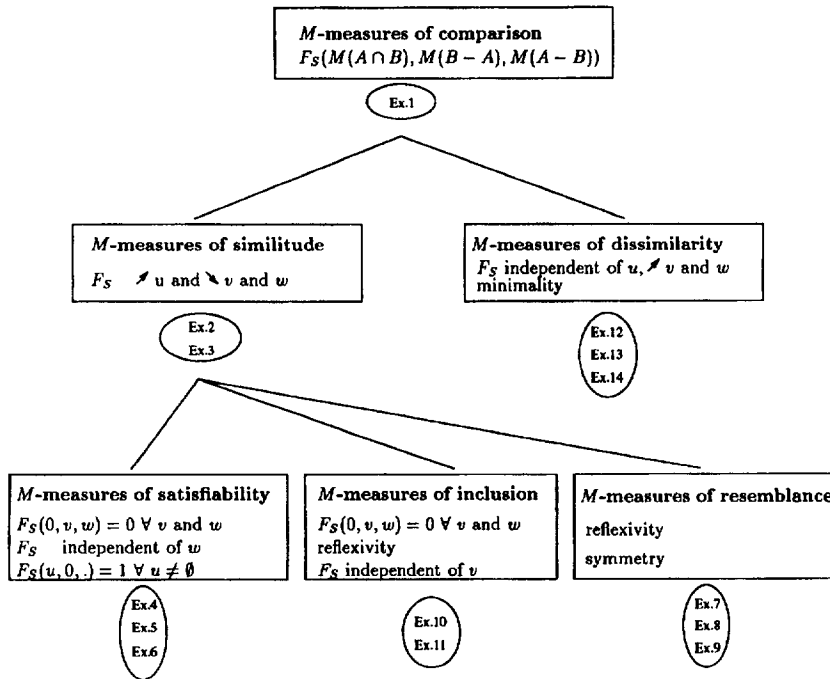 M-measures of comparison
F_S(M(A ∩ B), M(B − A), M(A − B))
Ex.1
M-measures of similitude
F_S ↗ u and ↘ v and w
Ex.2
Ex.3
M-measures of dissimilarity
F_S independent of u, ↗ v and w
minimality
Ex.12
Ex.13
Ex.14
M-measures of satisfiability
F_S(0, v, w) = 0 ∀ v and w
F_S independent of w
F_S(u, 0, .) = 1 ∀ u ≠ ∅
Ex.4
Ex.5
Ex.6
M-measures of inclusion
F_S(0, v, w) = 0 ∀ v and w
reflexivity
F_S independent of v
Ex.10
Ex.11
M-measures of resemblance
reflexivity
symmetry
Ex.7
Ex.8
Ex.9